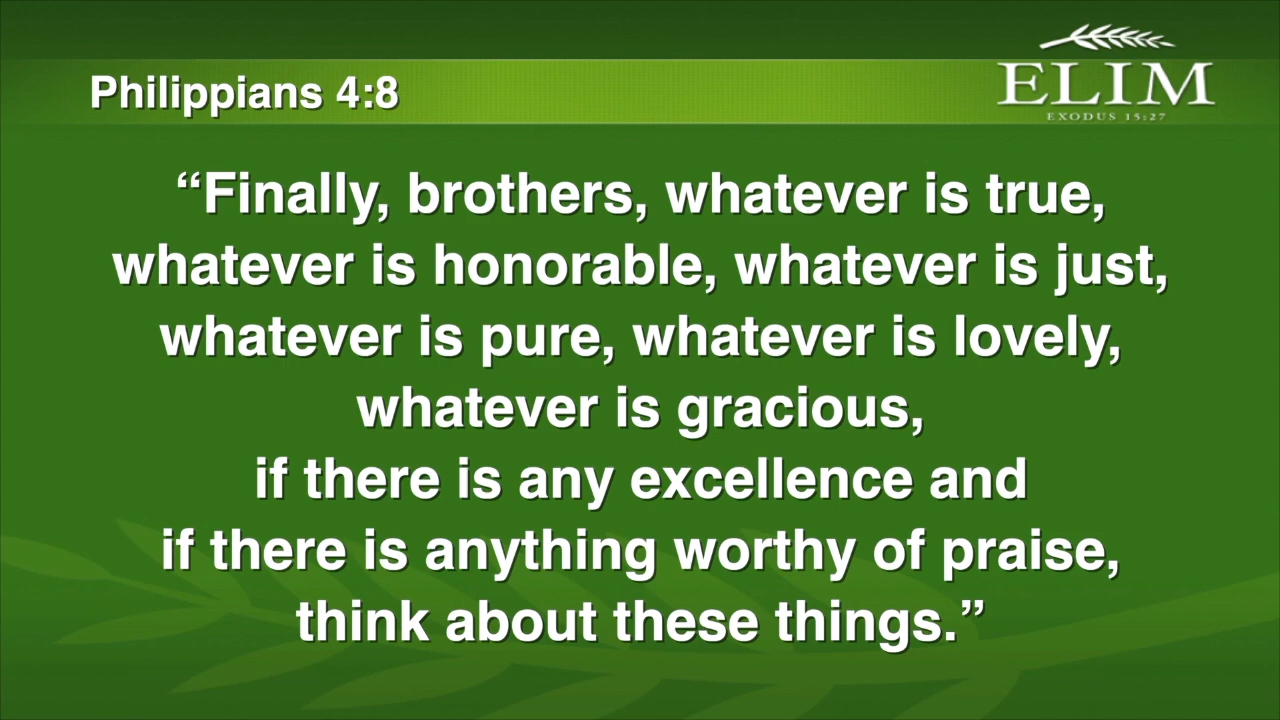 Philippians 4:8
ELIM
EXODUS 15:27
“Finally, brothers, whatever is true,
whatever is honorable, whatever is just,
whatever is pure, whatever is lovely,
whatever is gracious,
if there is any excellence and
if there is anything worthy of praise,
think about these things.”